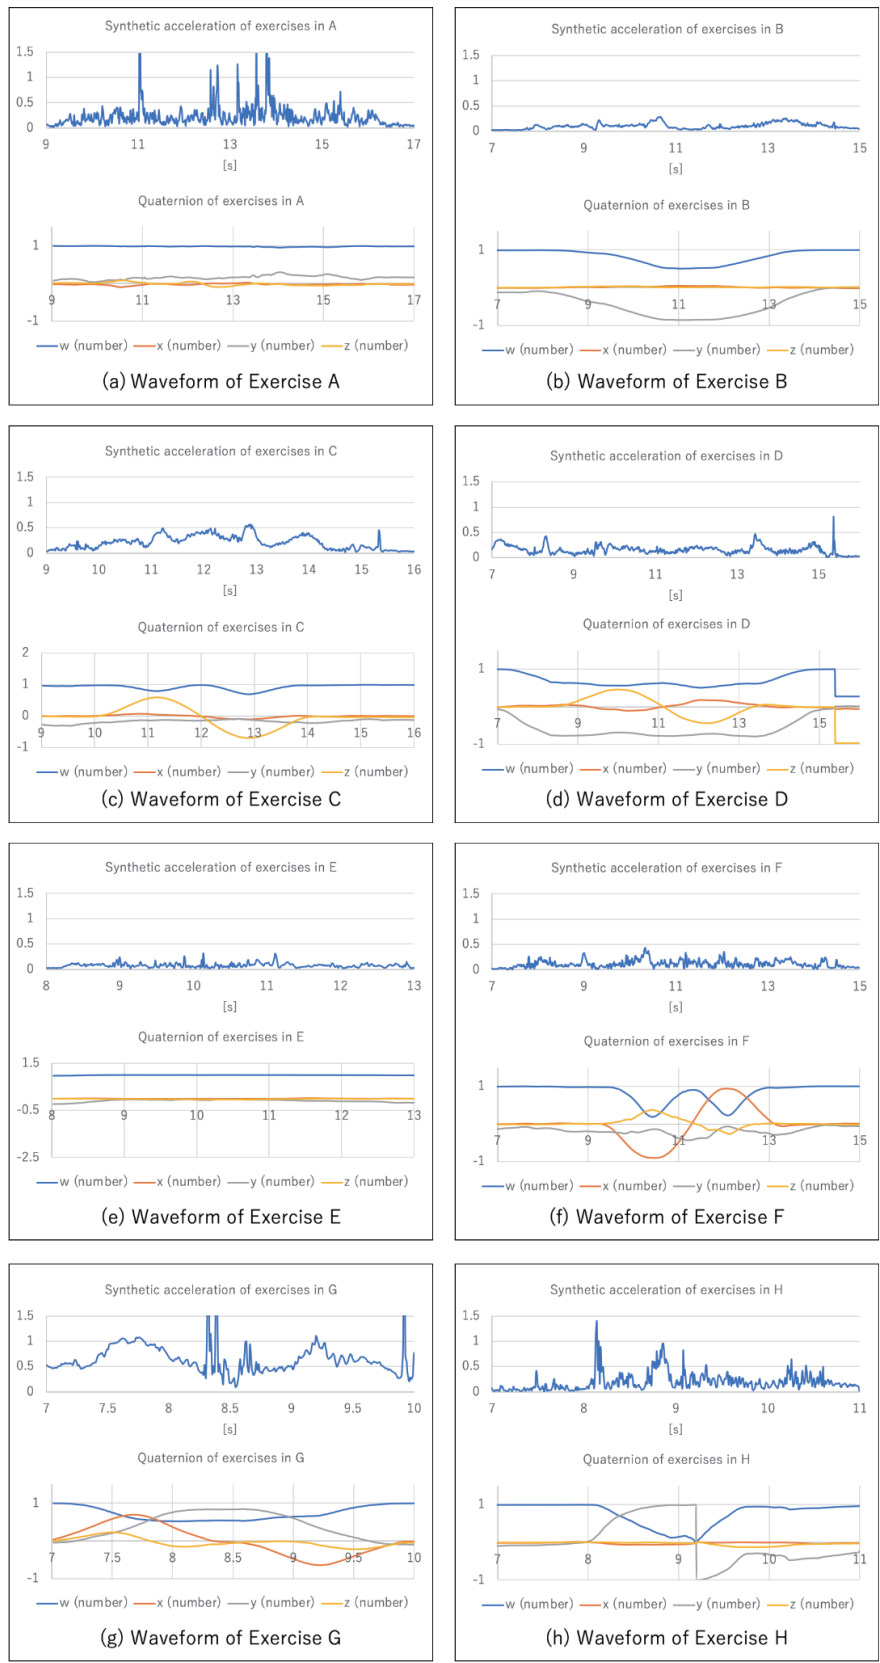 Synthetic acceleration of exercises in A
1.5
1
0.5
0
9 11 13 15 17
[s]
Quaternion of exercises in A
1
9 11 13 15 17
-1
w (number) x (number) y (number) z (number)
(a) Waveform of Exercise A
Synthetic acceleration of exercises in B
1.5
1
0.5
0
7 9 11 13 15
[s]
Quaternion of exercises in B
1
7 9 11 13 15
-1
w (number) x (number) y (number) z (number)
(b) Waveform of Exercise B
Synthetic acceleration of exercises in C
1.5
1
0.5
0
9 10 11 12 13 14 15 16
[s]
Quaternion of exercises in C
2
1
0
9 10 11 12 13 14 15 16
-1
w (number) x (number) y (number) z (number)
(c) Waveform of Exercise C
Synthetic acceleration of exercises in D
1.5
1
0.5
0
7 9 11 13 15
[s]
Quaternion of exercises in D
1
7 9 11 13 15
-1
w (number) x (number) y (number) z (number)
(d) Waveform of Exercise D
Synthetic acceleration of exercises in E
1.5
1
0.5
0
8 9 10 11 12 13
[s]
Quaternion of exercises in E
1.5
-0.5
8 9 10 11 12 13
-2.5
w (number) x (number) y (number) z (number)
(e) Waveform of Exercise E
Synthetic acceleration of exercises in F
1.5
1
0.5
0
7 9 11 13 15
[s]
Quaternion of exercises in F
1
7 9 11 13 15
-1
w (number) x (number) y (number) z (number)
(f) Waveform of Exercise F
Synthetic acceleration of exercises in G
1.5
1
0.5
0
7 7.5 8 8.5 9 9.5 10
[s]
Quaternion of exercises in G
1
7 7.5 8 8.5 9 9.5 10
-1
w (number) x (number) y (number) z (number)
(g) Waveform of Exercise G
Synthetic acceleration of exercises in H
1.5
1
0.5
0
7 8 9 10 11
[s]
Quaternion of exercises in H
1
7 8 9 10 11
-1
w (number) x (number) y (number) z (number)
(h) Waveform of Exercise H